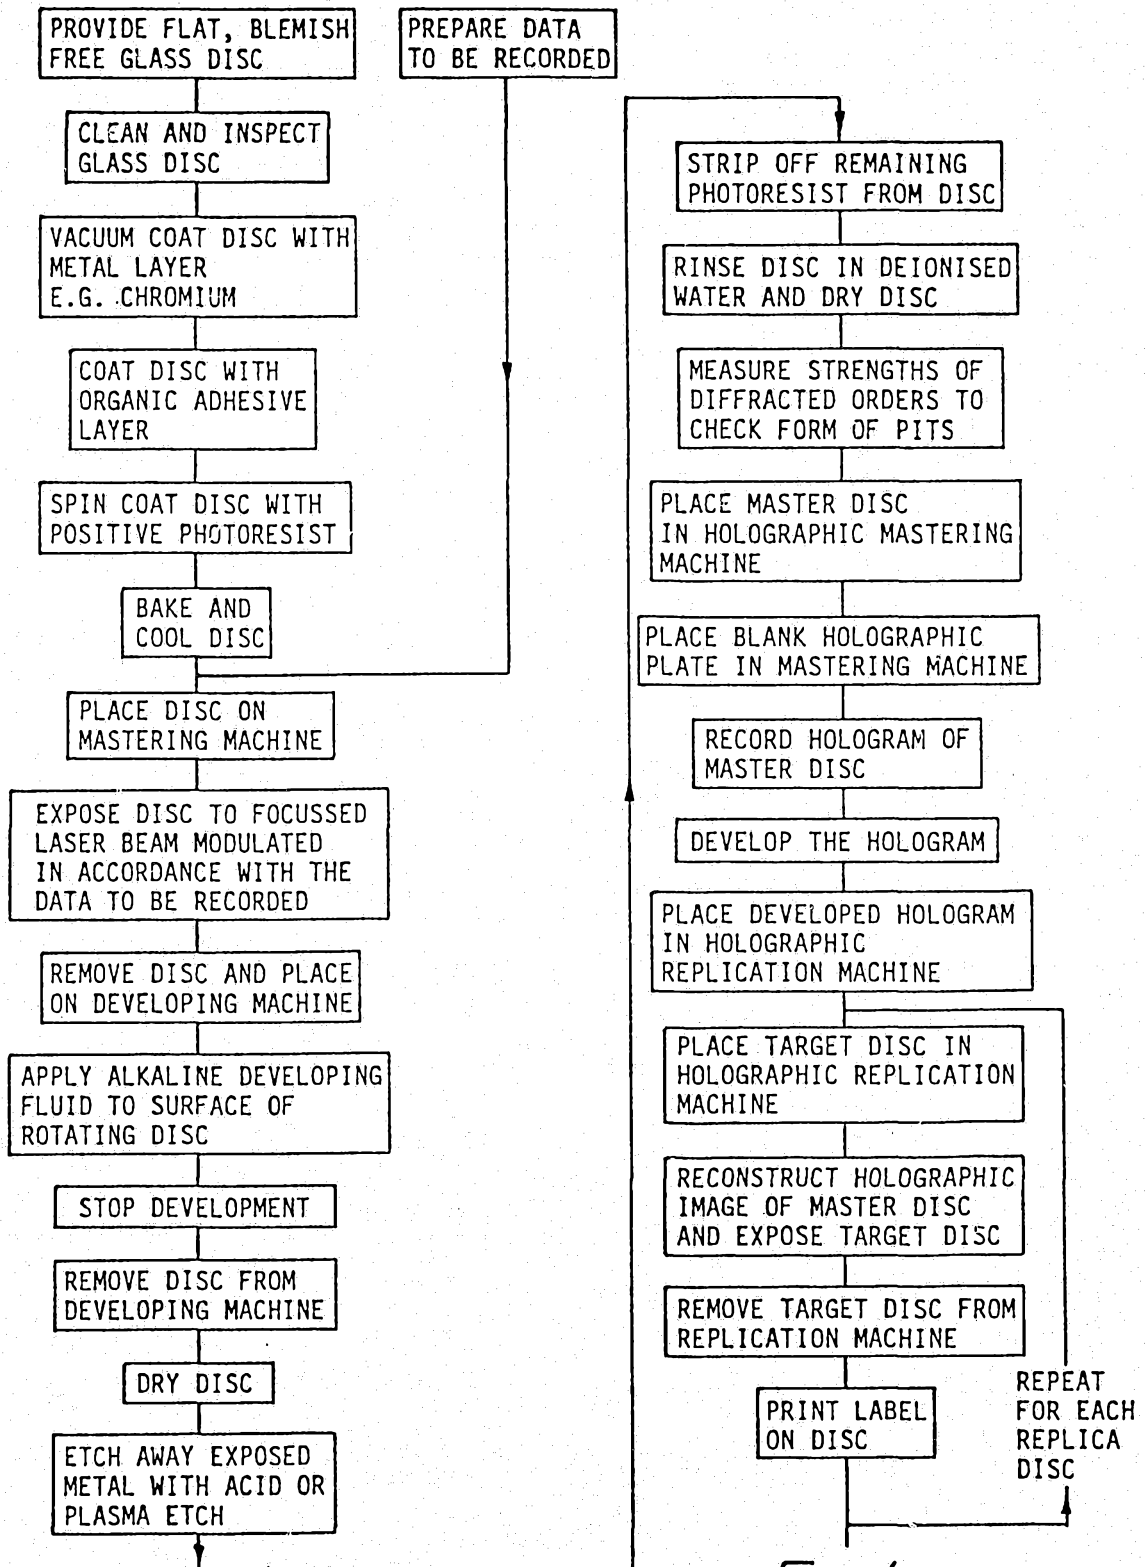 PROVIDE FLAT, BLEMISH
FREE GLASS DISC
CLEAN AND INSPECT
GLASS DISC
VACUUM COAT DISC WITH
METAL LAYER
E.G. CHROMIUM
COAT DISC WITH
ORGANIC ADHESIVE
LAYER
SPIN COAT DISC WITH
POSITIVE PHOTORESIST
BAKE AND
COOL DISC
PREPARE DATA
TO BE RECORDED
PLACE DISC ON
MASTERING MACHINE
EXPOSE DISC TO FOCUSSED
LASER BEAM MODULATED
IN ACCORDANCE WITH THE
DATA TO BE RECORDED
REMOVE DISC AND PLACE
ON DEVELOPING MACHINE
APPLY ALKALINE DEVELOPING
FLUID TO SURFACE OF
ROTATING DISC
STOP DEVELOPMENT
REMOVE DISC FROM
DEVELOPING MACHINE
DRY DISC
ETCH AWAY EXPOSED
METAL WITH ACID OR
PLASMA ETCH
STRIP OFF REMAINING
PHOTORESIST FROM DISC
RINSE DISC IN DEIONISED
WATER AND DRY DISC
MEASURE STRENGTHS OF
DIFFRACTED ORDERS TO
CHECK FORM OF PITS
PLACE MASTER DISC
IN HOLOGRAPHIC MASTERING
MACHINE
PLACE BLANK HOLOGRAPHIC
PLATE IN MASTERING MACHINE
RECORD HOLOGRAM OF
MASTER DISC
DEVELOP THE HOLOGRAM
PLACE DEVELOPED HOLOGRAM
IN HOLOGRAPHIC
REPLICATION MACHINE
PLACE TARGET DISC IN
HOLOGRAPHIC REPLICATION
MACHINE
RECONSTRUCT HOLOGRAPHIC
IMAGE OF MASTER DISC
AND EXPOSE TARGET DISC
REMOVE TARGET DISC FROM
REPLICATION MACHINE
PRINT LABEL
ON DISC
REPEAT
FOR EACH
REPLICA
DISC